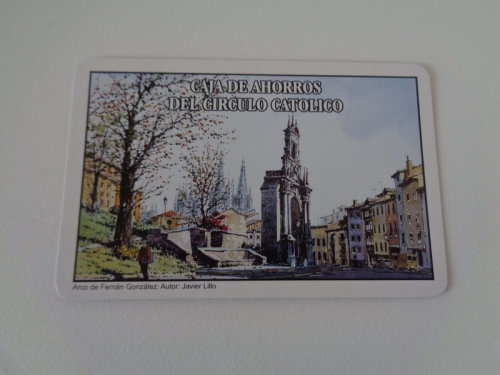 CAJA DE AHORROS
DEL CIRCULO CATOLICO
Arco de Fernán González: Autor: Javier Lillo